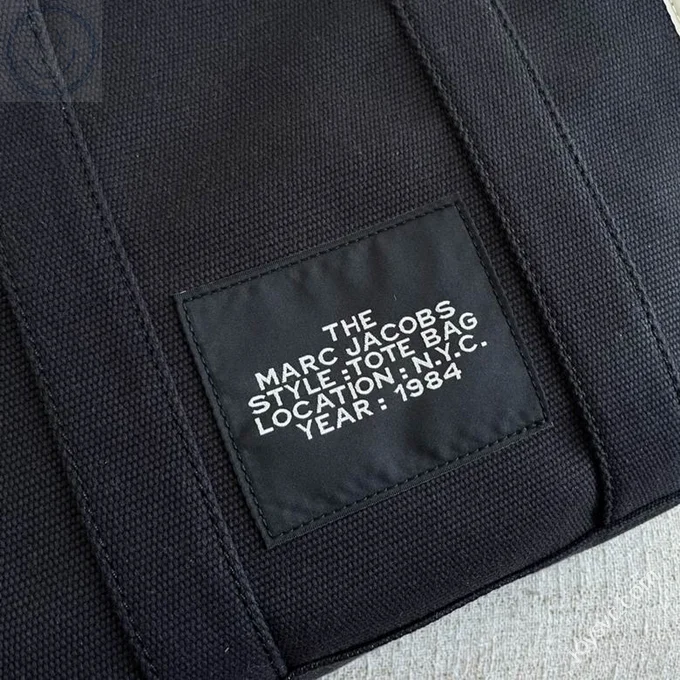 THE
MARC JACOBS
STYLE : TOTE BAG
LOCATION : N.Y.C.
YEAR : 1984